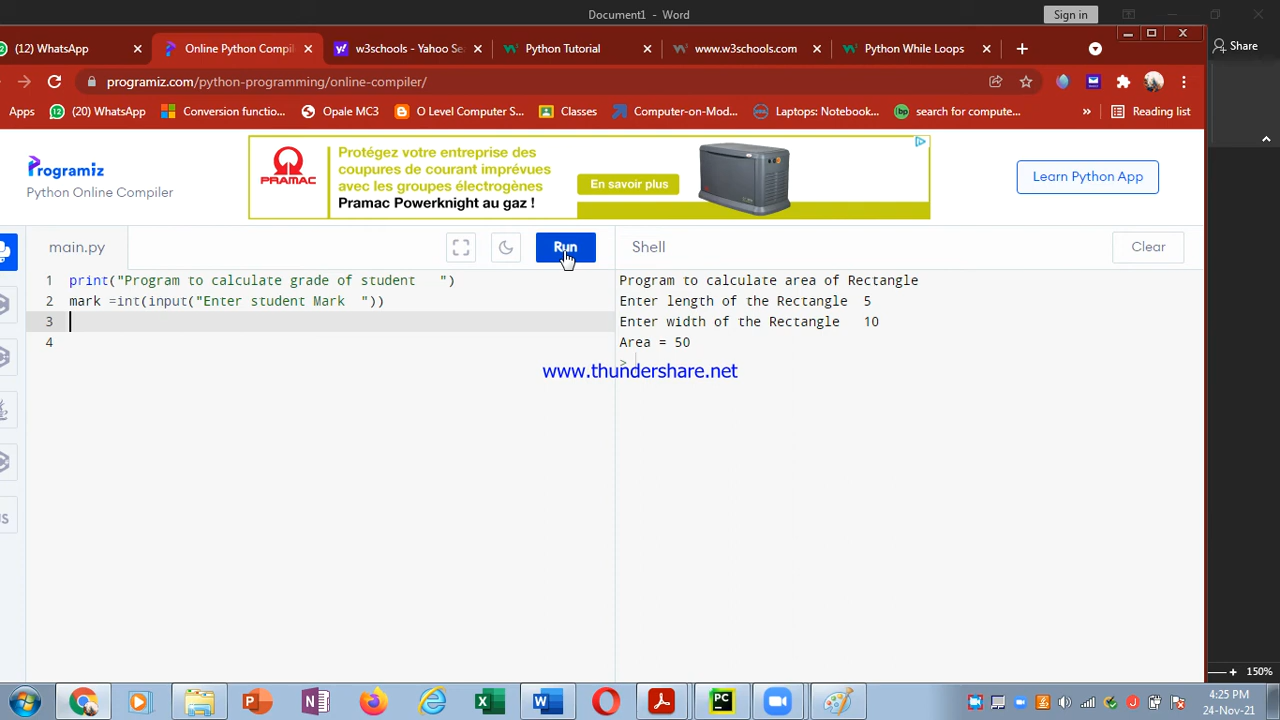 Document1 - Word
Sign in
Share
(12) WhatsApp
Online Python Compil
w3schools - Yahoo Se
Python Tutorial
www.w3schools.com
Python While Loops
programiz.com/python-programming/online-compiler/
Apps
(20) WhatsApp
Conversion functio...
Opale MC3
O Level Computer S...
Classes
Computer-on-Mod...
Laptops: Notebook...
search for compute...
»
Reading list
Programiz
Python Online Compiler
PRAMAC
Protégez votre entreprise des
coupures de courant imprévues
avec les groupes électrogènes
Pramac Powerknight au gaz !
En savoir plus
Learn Python App
main.py
Run
Shell
Clear
1 print("Program to calculate grade of student   ")
2 mark =int(input("Enter student Mark  "))
3
4
Program to calculate area of Rectangle
Enter length of the Rectangle  5
Enter width of the Rectangle   10
Area = 50
>
www.thundershare.net
JS
150%
4:25 PM
24-Nov-21